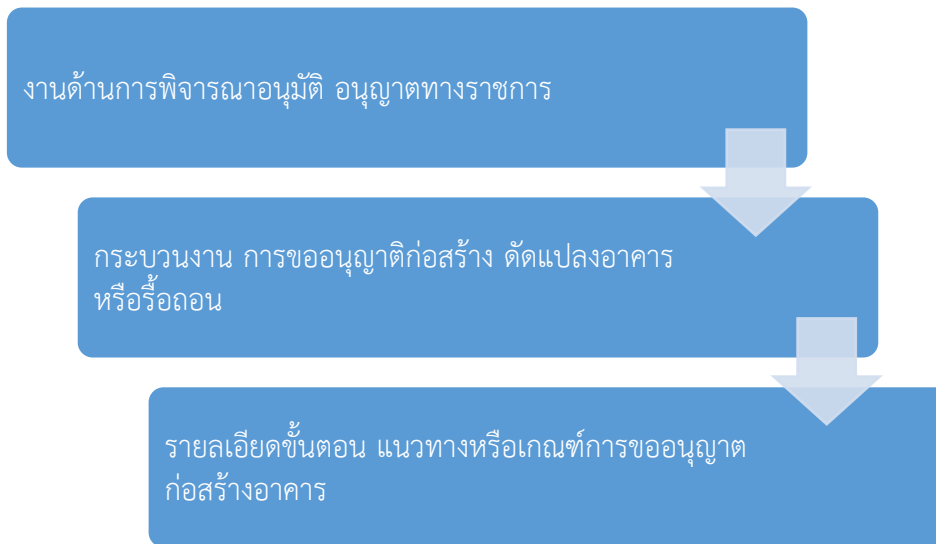 งานด้านการพิจารณาอนุมัติ อนุญาตทางราชการ
กระบวนงาน การขออนุญาติก่อสร้าง ดัดแปลงอาคาร
หรือรื้อถอน
รายลเอียดขั้นตอน แนวทางหรือเกณฑ์การขออนุญาต
ก่อสร้างอาคาร